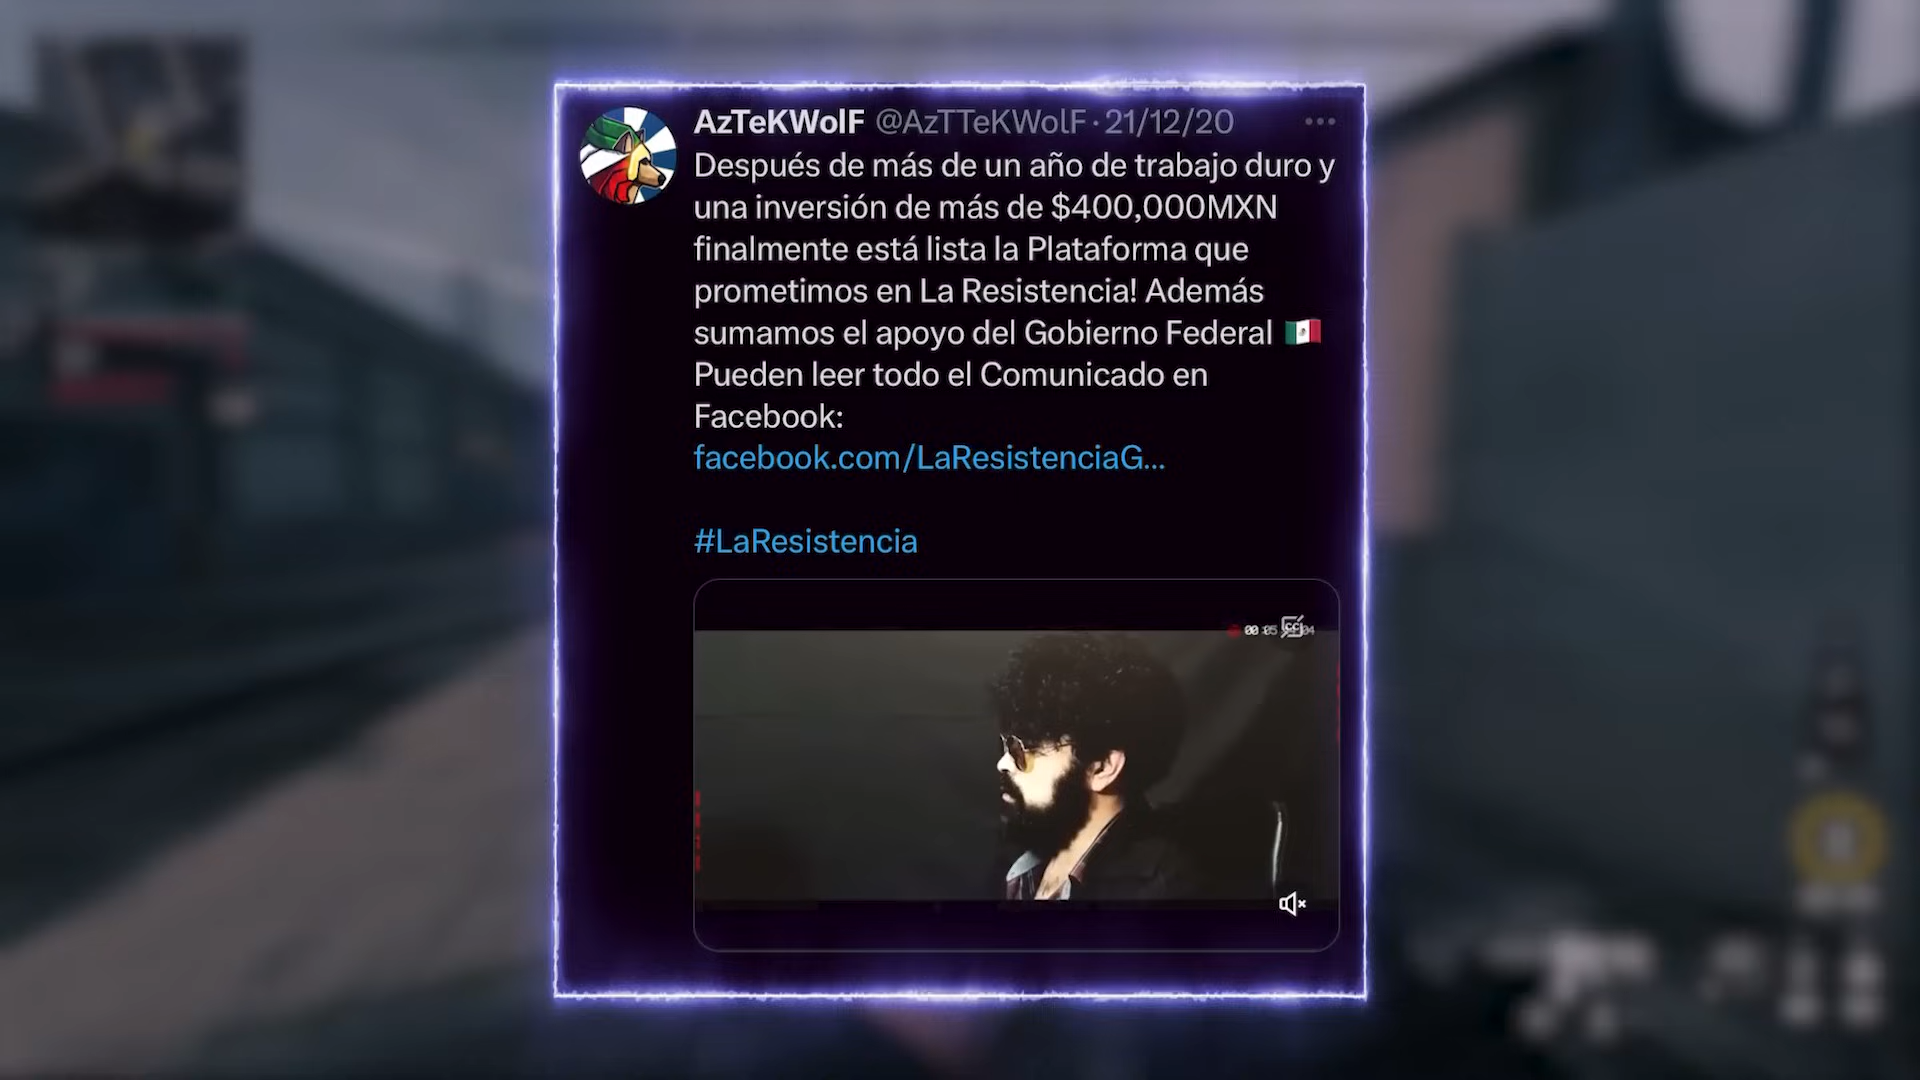 AzTeKWolF @AzTTeKWolF · 21/12/20
Después de más de un año de trabajo duro y
una inversión de más de $400,000MXN
finalmente está lista la Plataforma que
prometimos en La Resistencia! Además
sumamos el apoyo del Gobierno Federal 🇲🇽
Pueden leer todo el Comunicado en
Facebook:
facebook.com/LaResistenciaG...
#LaResistencia